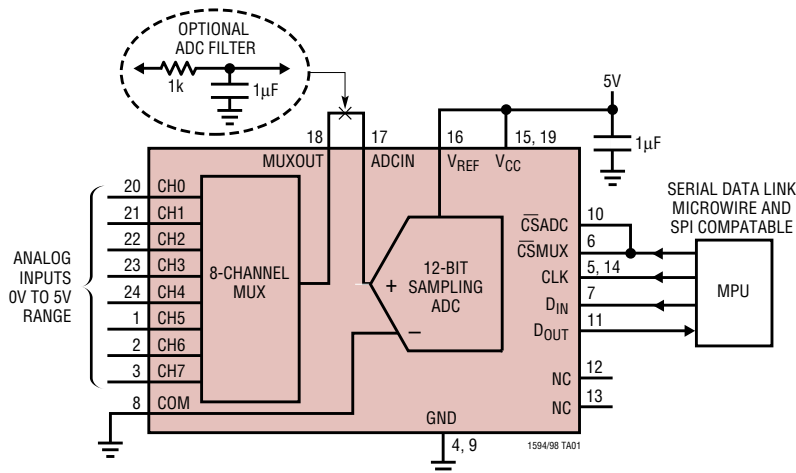 OPTIONAL
ADC FILTER
1k
1µF
18
17
16
15, 19
5V
1µF
MUXOUT
ADCIN
VREF
VCC
ANALOG
INPUTS
0V TO 5V
RANGE
20 CH0
21 CH1
22 CH2
23 CH3
24 CH4
1 CH5
2 CH6
3 CH7
8 COM
8-CHANNEL
MUX
+
12-BIT
SAMPLING
ADC
–
CSADC 10
CSMUX 6
CLK 5, 14
DIN 7
DOUT 11
NC 12
NC 13
GND
4, 9
SERIAL DATA LINK
MICROWIRE AND
SPI COMPATABLE
MPU
1594/98 TA01